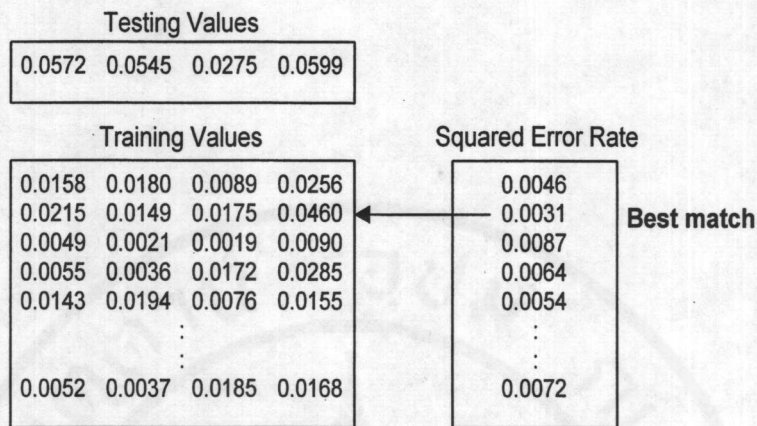 Testing Values
0.0572 0.0545 0.0275 0.0599
Training Values Squared Error Rate
0.0158 0.0180 0.0089 0.0256 0.0046
0.0215 0.0149 0.0175 0.0460 0.0031 Best match
0.0049 0.0021 0.0019 0.0090 0.0087
0.0055 0.0036 0.0172 0.0285 0.0064
0.0143 0.0194 0.0076 0.0155 0.0054
0.0052 0.0037 0.0185 0.0168 0.0072